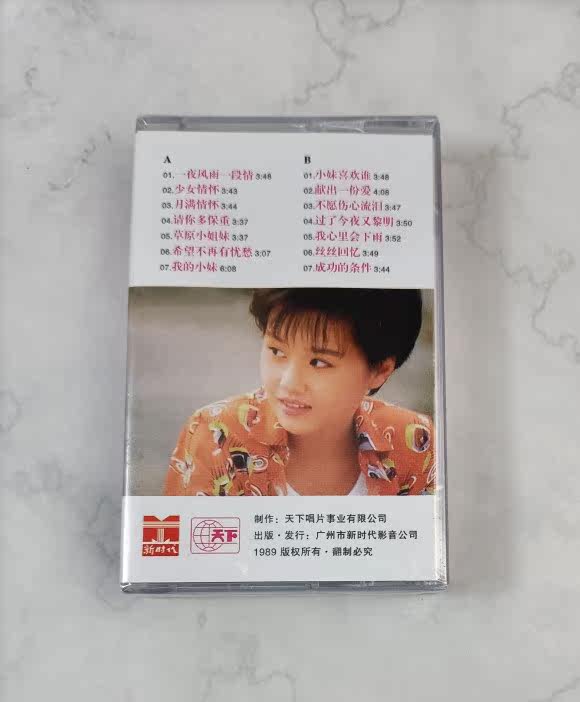 A
01.一夜风雨一段情 3:48
02.少女情怀 3:43
03.月满情怀 3:44
04.请你多保重 3:37
05.草原小姐妹 3:37
06.希望不再有忧愁 3:07
07.我的小妹 6:08
B
01.小妹喜欢谁 3:48
02.献出一份爱 4:08
03.不愿伤心流泪 3:47
04.过了今夜又黎明 3:50
05.我心里会下雨 3:52
06.丝丝回忆 3:49
07.成功的条件 3:44
新时代
天下
制作：天下唱片事业有限公司
出版·发行：广州市新时代影音公司
1989 版权所有·翻制必究